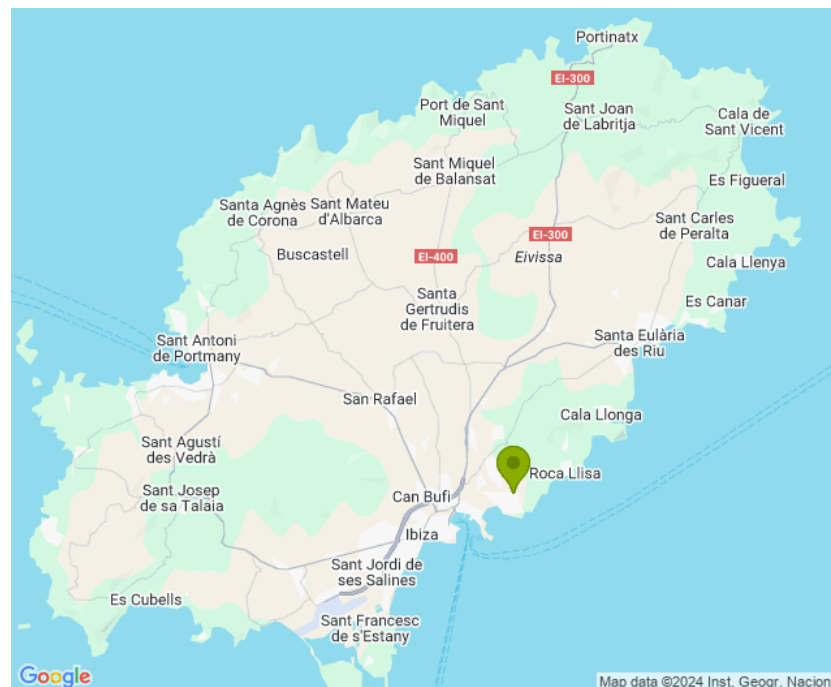 Portinatx
EI-300
Port de Sant
Miquel
Sant Joan
de Labritja
Cala de
Sant Vicent
Sant Miquel
de Balansat
Es Figueral
Santa Agnès
de Corona
Sant Mateu
d'Albarca
Sant Carles
de Peralta
EI-300
Buscastell
EI-400
Eivissa
Cala Llenya
Santa
Gertrudis
de Fruitera
Es Canar
Sant Antoni
de Portmany
Santa Eulària
des Riu
San Rafael
Cala Llonga
Sant Agustí
des Vedrà
Roca Llisa
Sant Josep
de sa Talaia
Can Bufi
Ibiza
Sant Jordi de
ses Salines
Es Cubells
Sant Francesc
de s'Estany
Google
Map data ©2024 Inst. Geogr. Nacion